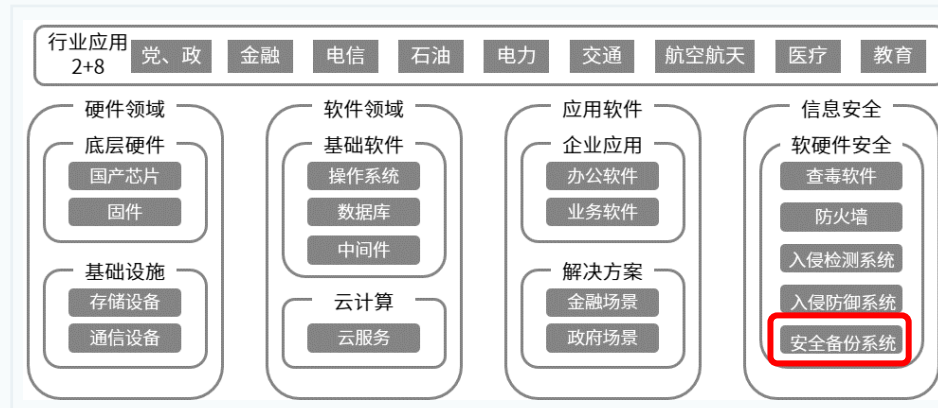 行业应用
2+8
党、政
金融
电信
石油
电力
交通
航空航天
医疗
教育
硬件领域
底层硬件
国产芯片
固件
基础设施
存储设备
通信设备
软件领域
基础软件
操作系统
数据库
中间件
云计算
云服务
应用软件
企业应用
办公软件
业务软件
解决方案
金融场景
政府场景
信息安全
软硬件安全
查毒软件
防火墙
入侵检测系统
入侵防御系统
安全备份系统